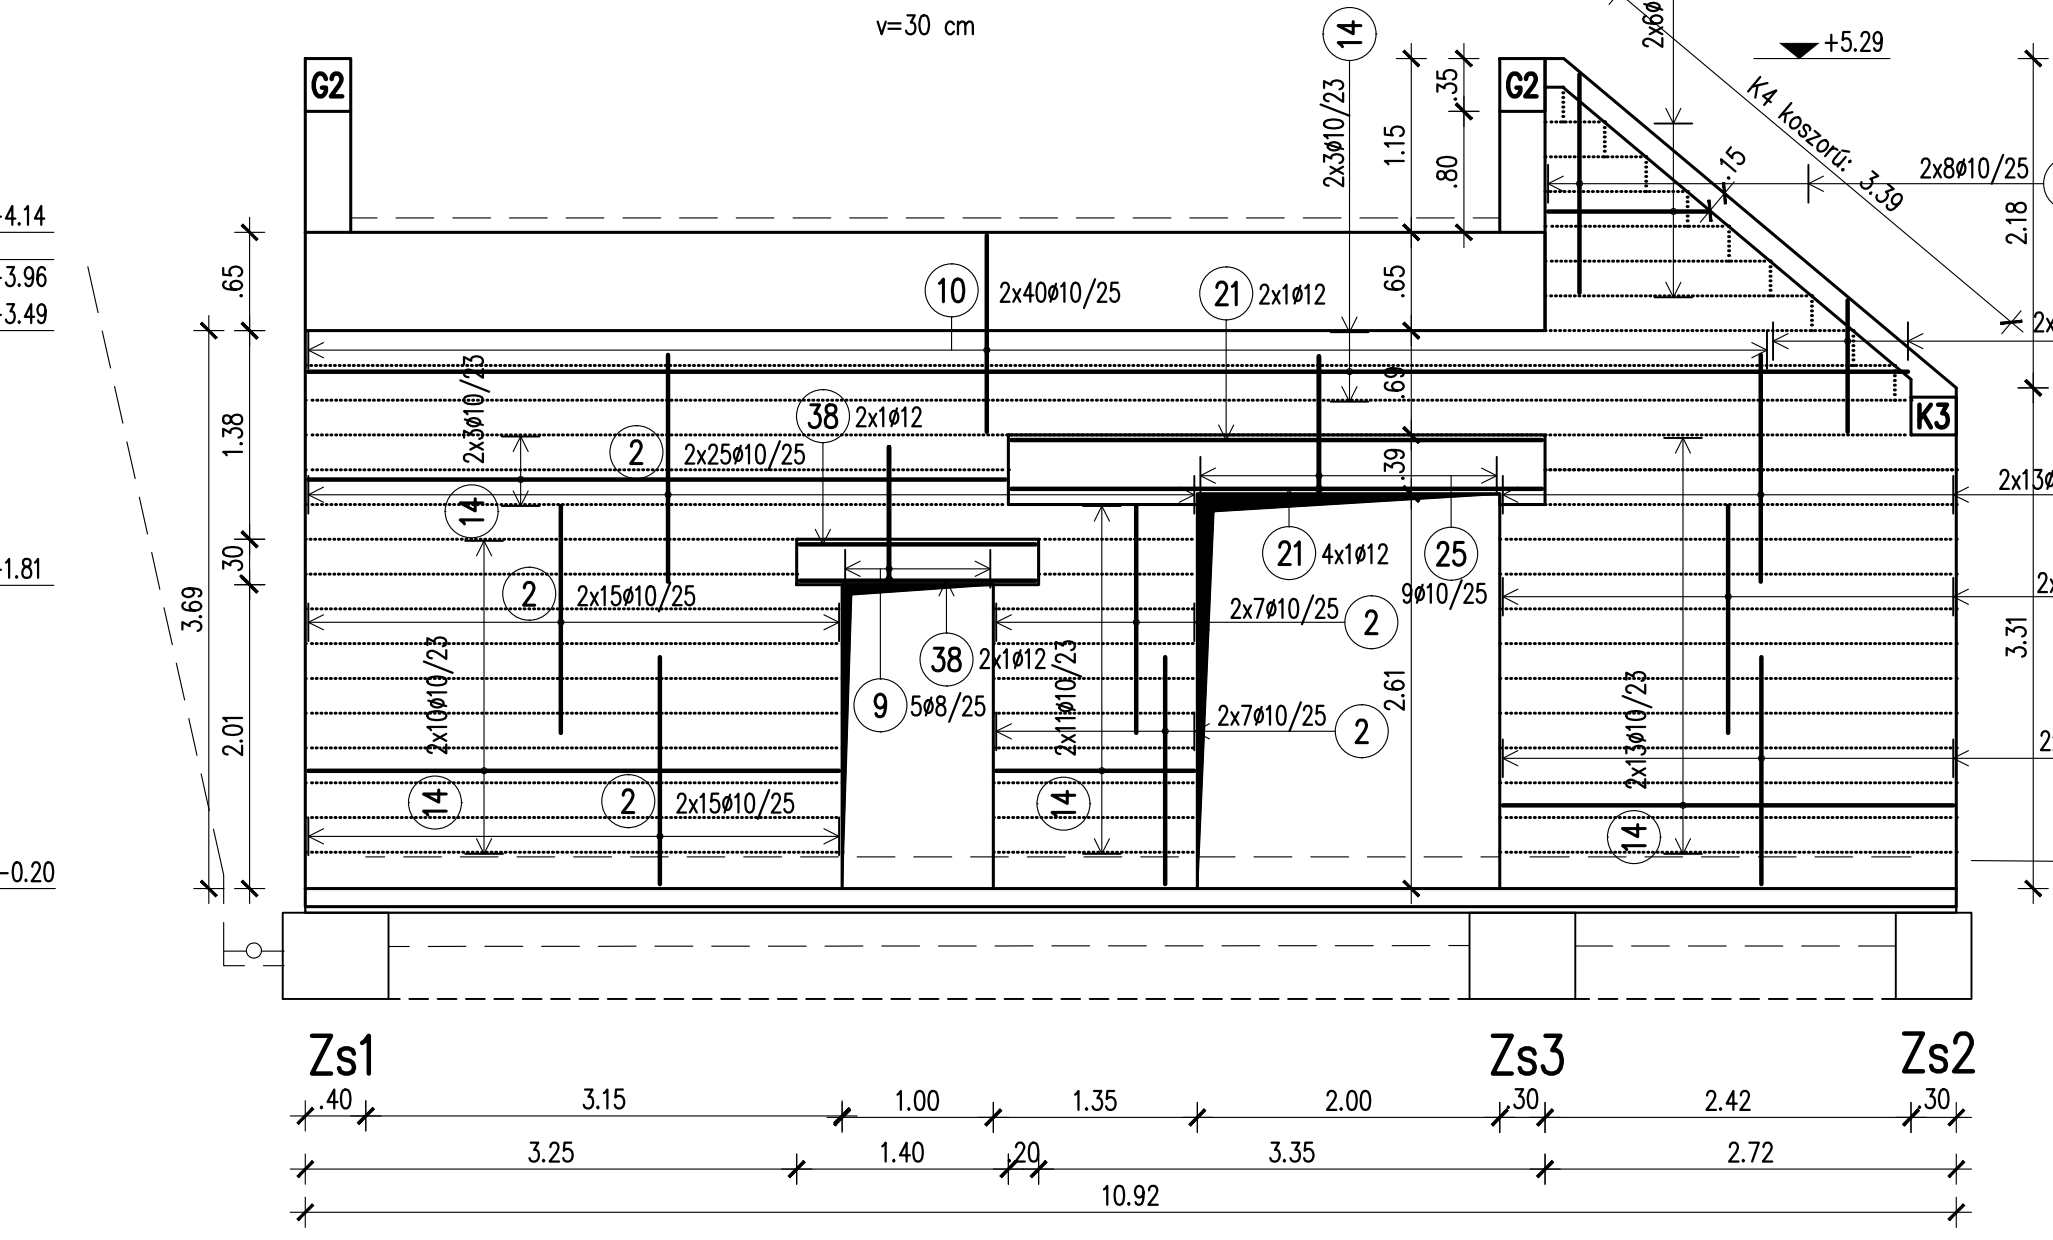 v=30 cm
14
2x6ø
+5.29
G2
G2
.35
1.15
.80
2x3ø10/23
K4 koszorú: 3.39
.15
2x8ø10/25
2.18
4.14
3.96
3.49
.65
10
2x40ø10/25
21
2x1ø12
.65
2x3ø10/23
38
2x1ø12
.69
K3
1.38
2
2x25ø10/25
.39
14
2x13ø
21
4x1ø12
25
9ø10/25
1.81
.30
3.69
2
2x15ø10/25
2x7ø10/25
2
38
2x1ø12
9
5ø8/25
2x10ø10/23
2x11ø10/23
2x7ø10/25
2
2.61
2x13ø10/23
3.31
2.01
14
2
2x15ø10/25
14
14
-0.20
Zs1
Zs3
Zs2
.40
3.15
1.00
1.35
2.00
.30
2.42
.30
3.25
1.40
.20
3.35
2.72
10.92